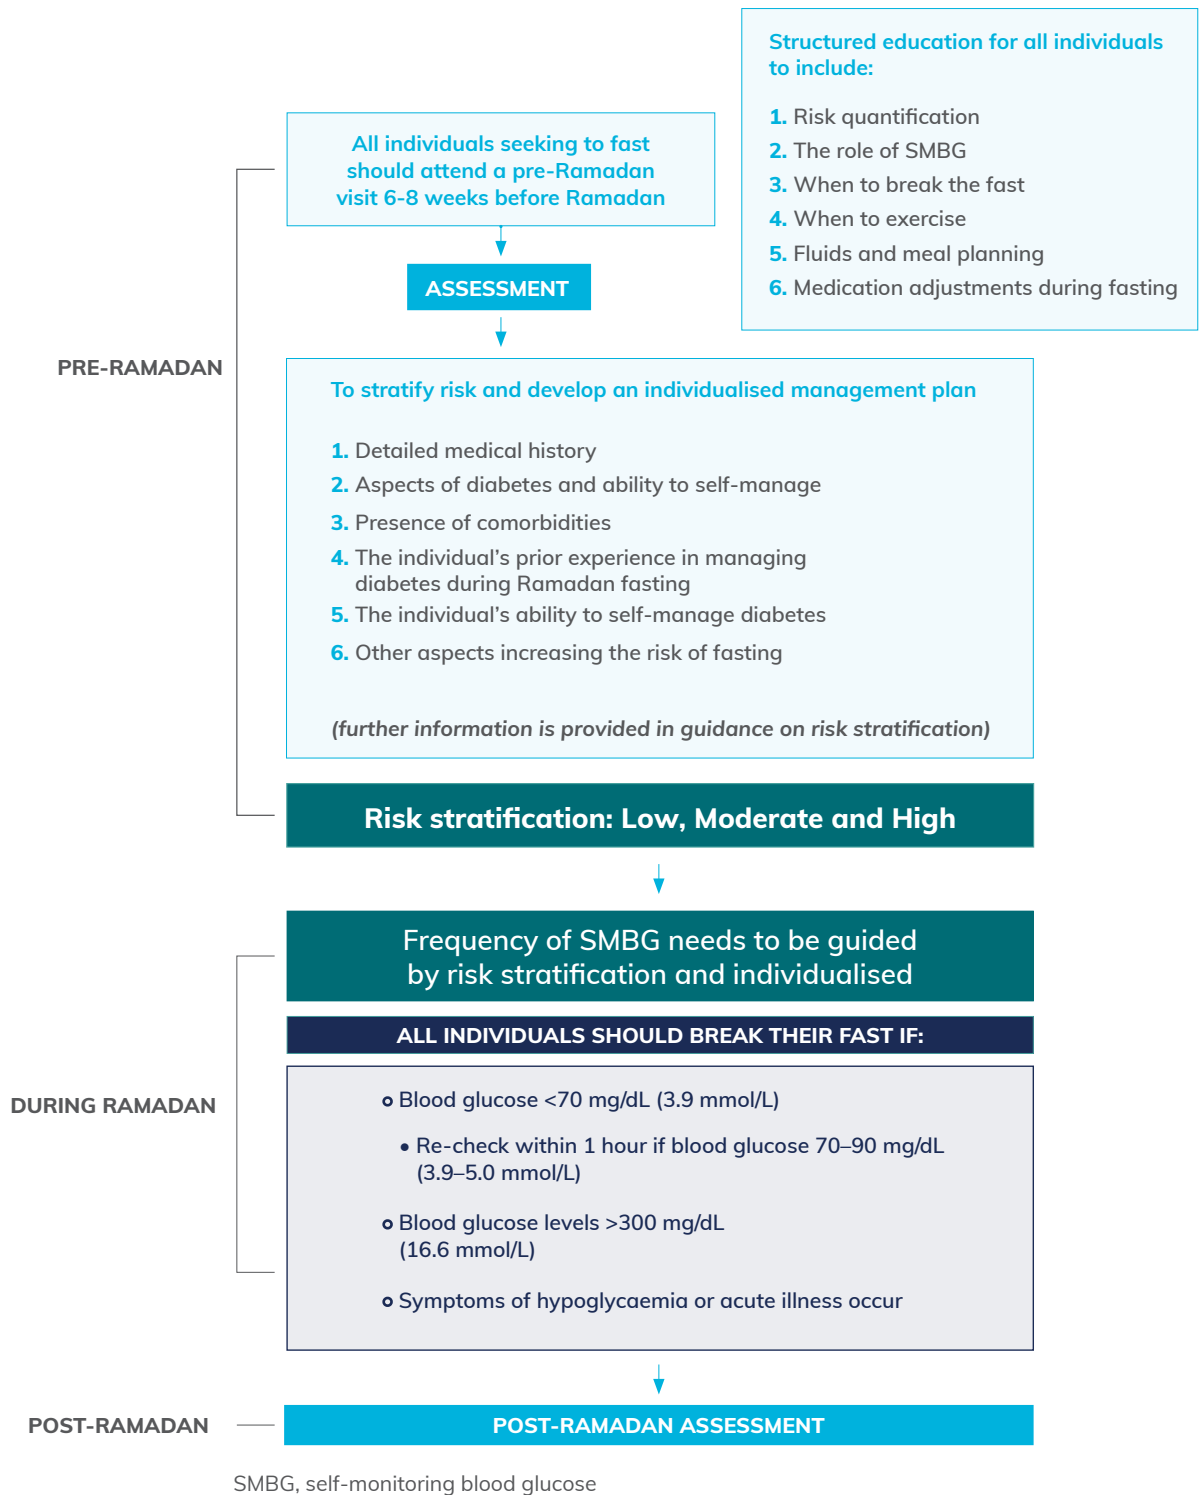 Structured education for all individuals
to include:
1. Risk quantification
2. The role of SMBG
3. When to break the fast
4. When to exercise
5. Fluids and meal planning
6. Medication adjustments during fasting
All individuals seeking to fast
should attend a pre-Ramadan
visit 6-8 weeks before Ramadan
ASSESSMENT
PRE-RAMADAN
To stratify risk and develop an individualised management plan
1. Detailed medical history
2. Aspects of diabetes and ability to self-manage
3. Presence of comorbidities
4. The individual’s prior experience in managing
diabetes during Ramadan fasting
5. The individual’s ability to self-manage diabetes
6. Other aspects increasing the risk of fasting
(further information is provided in guidance on risk stratification)
Risk stratification: Low, Moderate and High
Frequency of SMBG needs to be guided
by risk stratification and individualised
ALL INDIVIDUALS SHOULD BREAK THEIR FAST IF:
DURING RAMADAN
Blood glucose <70 mg/dL (3.9 mmol/L)
• Re-check within 1 hour if blood glucose 70–90 mg/dL
(3.9–5.0 mmol/L)
Blood glucose levels >300 mg/dL
(16.6 mmol/L)
Symptoms of hypoglycaemia or acute illness occur
POST-RAMADAN
POST-RAMADAN ASSESSMENT
SMBG, self-monitoring blood glucose